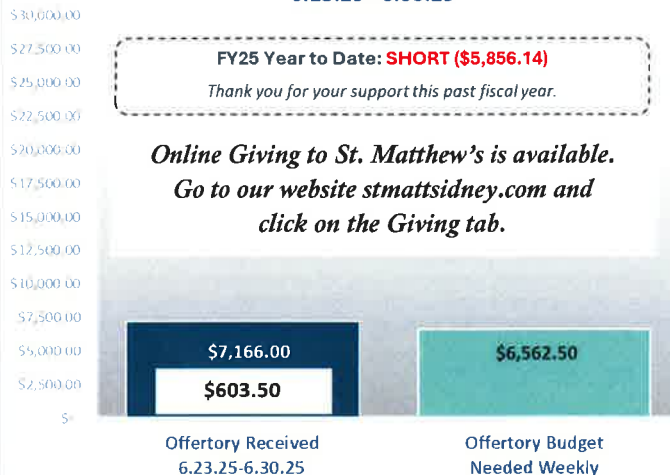 $30,000.00
$27,500.00
$25,000.00
$22,500.00
$20,000.00
$17,500.00
$15,000.00
$12,500.00
$10,000.00
$7,500.00
$5,000.00
$2,500.00
$-
FY25 Year to Date: SHORT ($5,856.14)
Thank you for your support this past fiscal year.
Online Giving to St. Matthew's is available.
Go to our website stmattsidney.com and
click on the Giving tab.
$7,166.00
$603.50
$6,562.50
Offertory Received
6.23.25-6.30.25
Offertory Budget
Needed Weekly